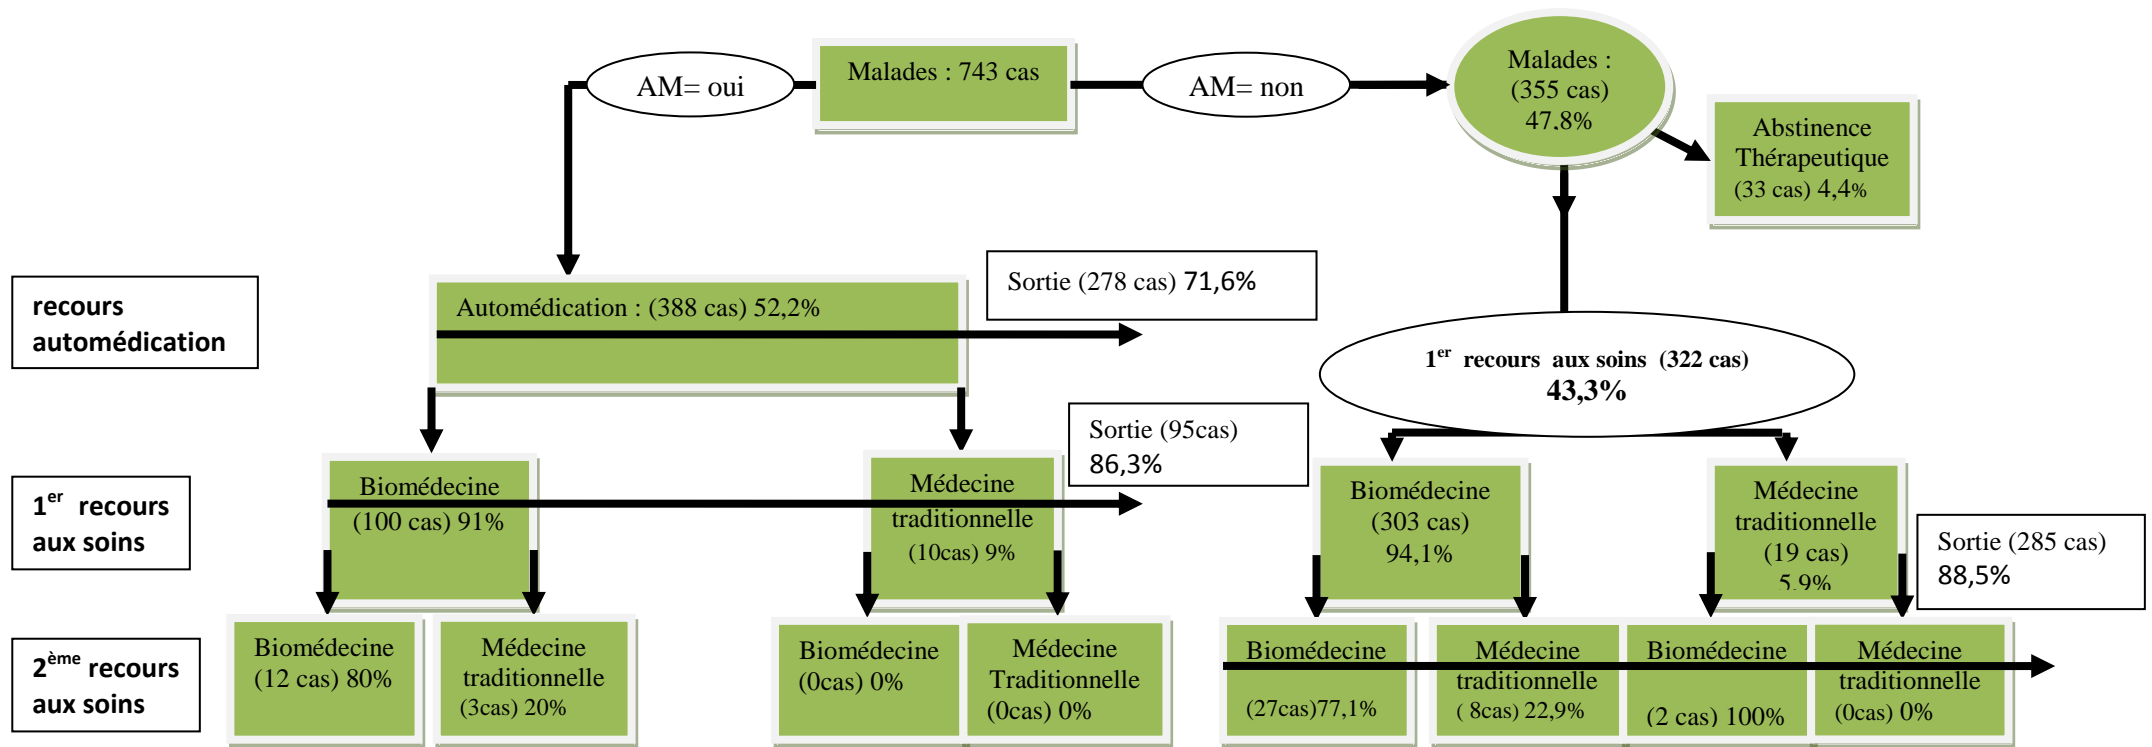 AM= oui
Malades : 743 cas
AM= non
Malades :
(355 cas)
47,8%
Abstinence
Thérapeutique
(33 cas) 4,4%
recours
automédication
Automédication : (388 cas) 52,2%
Sortie (278 cas) 71,6%
1er recours aux soins (322 cas)
43,3%
1er recours
aux soins
Biomédecine
(100 cas) 91%
Médecine
traditionnelle
(10cas) 9%
Sortie (95cas)
86,3%
Biomédecine
(303 cas)
94,1%
Médecine
traditionnelle
(19 cas)
5,9%
Sortie (285 cas)
88,5%
2ème recours
aux soins
Biomédecine
(12 cas) 80%
Médecine
traditionnelle
(3cas) 20%
Biomédecine
(0cas) 0%
Médecine
Traditionnelle
(0cas) 0%
Biomédecine
(27cas)77,1%
Médecine
traditionnelle
( 8cas) 22,9%
Biomédecine
(2 cas) 100%
Médecine
traditionnelle
(0cas) 0%